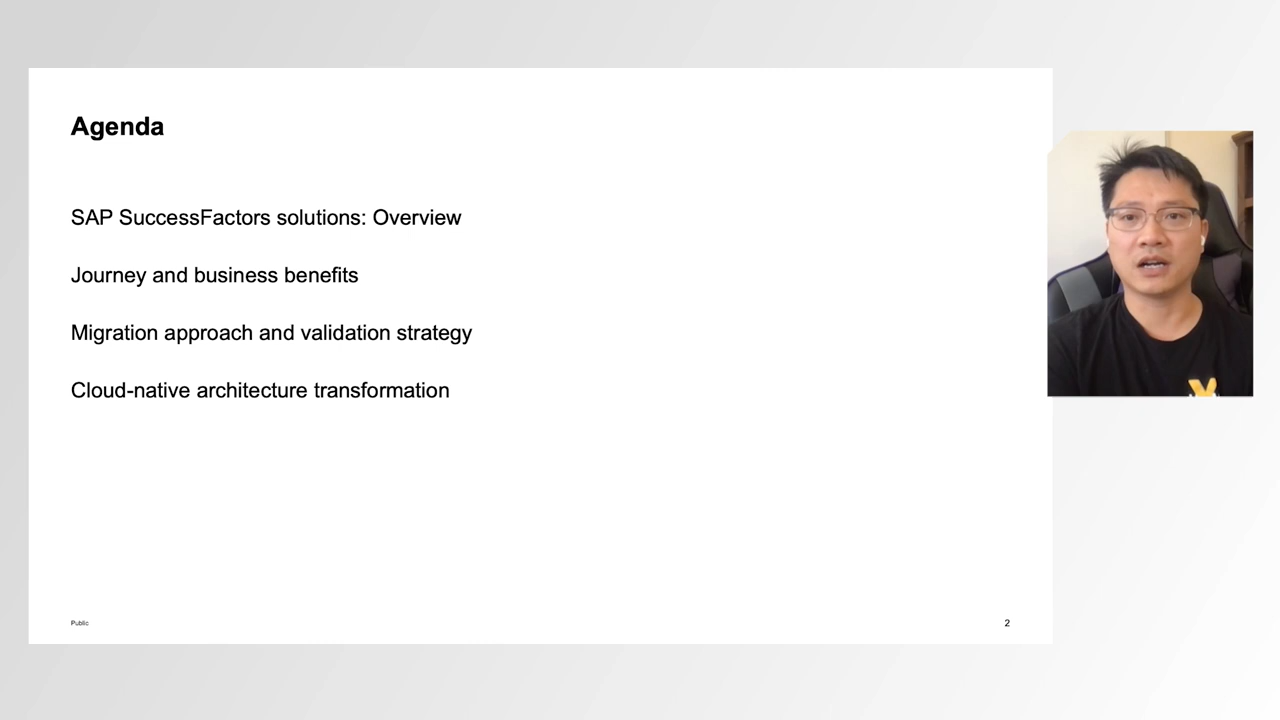 Agenda
SAP SuccessFactors solutions: Overview
Journey and business benefits
Migration approach and validation strategy
Cloud-native architecture transformation
Public
2